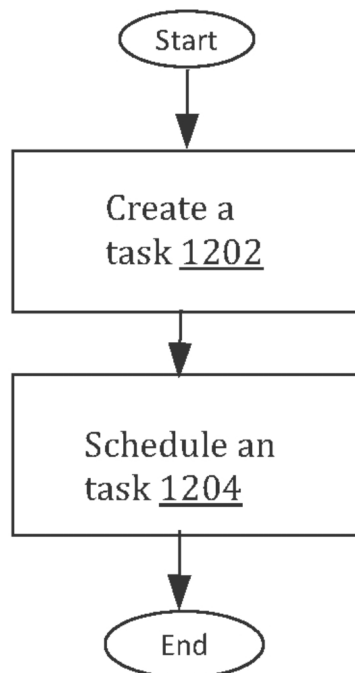 Start
Create a
task 1202
Schedule an
task 1204
End